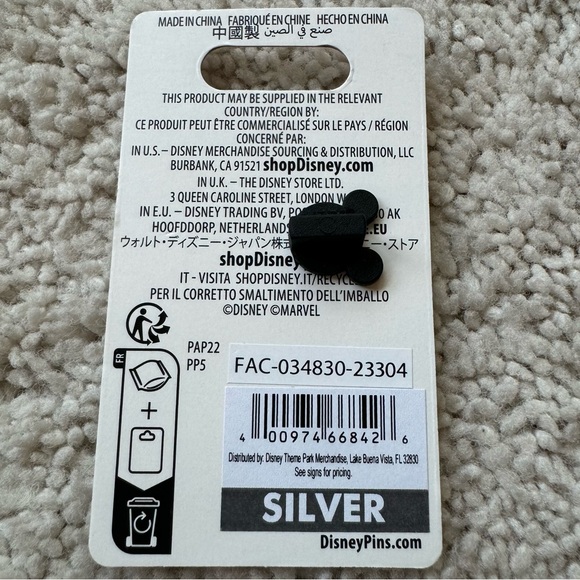 MADE IN CHINA FABRIQUÉ EN CHINE HECHO EN CHINA
中國製 صنع في الصين
THIS PRODUCT MAY BE SUPPLIED IN THE RELEVANT
COUNTRY/REGION BY:
CE PRODUIT PEUT ÊTRE COMMERCIALISÉ SUR LE PAYS / RÉGION
CONCERNÉ PAR:
IN U.S.– DISNEY MERCHANDISE SOURCING & DISTRIBUTION, LLC
BURBANK, CA 91521 shopDisney.com
IN U.K. – THE DISNEY STORE LTD.
3 QUEEN CAROLINE STREET, LONDON
IN E.U. – DISNEY TRADING BV, AK
HOOFDDORP, NETHERLANDS .EU
ウォルト・ディズニー・ジャパン株式 ニー・ストア
shopDisney
IT - VISITA SHOPDISNEY.IT/RECYCLE
PER IL CORRETTO SMALTIMENTO DELL'IMBALLO
©DISNEY ©MARVEL
FR
PAP22
PP5
+
FAC-034830-23304
4 00974 66842 6
Distributed by: Disney Theme Park Merchandise, Lake Buena Vista, FL 32830
See signs for pricing.
SILVER
DisneyPins.com